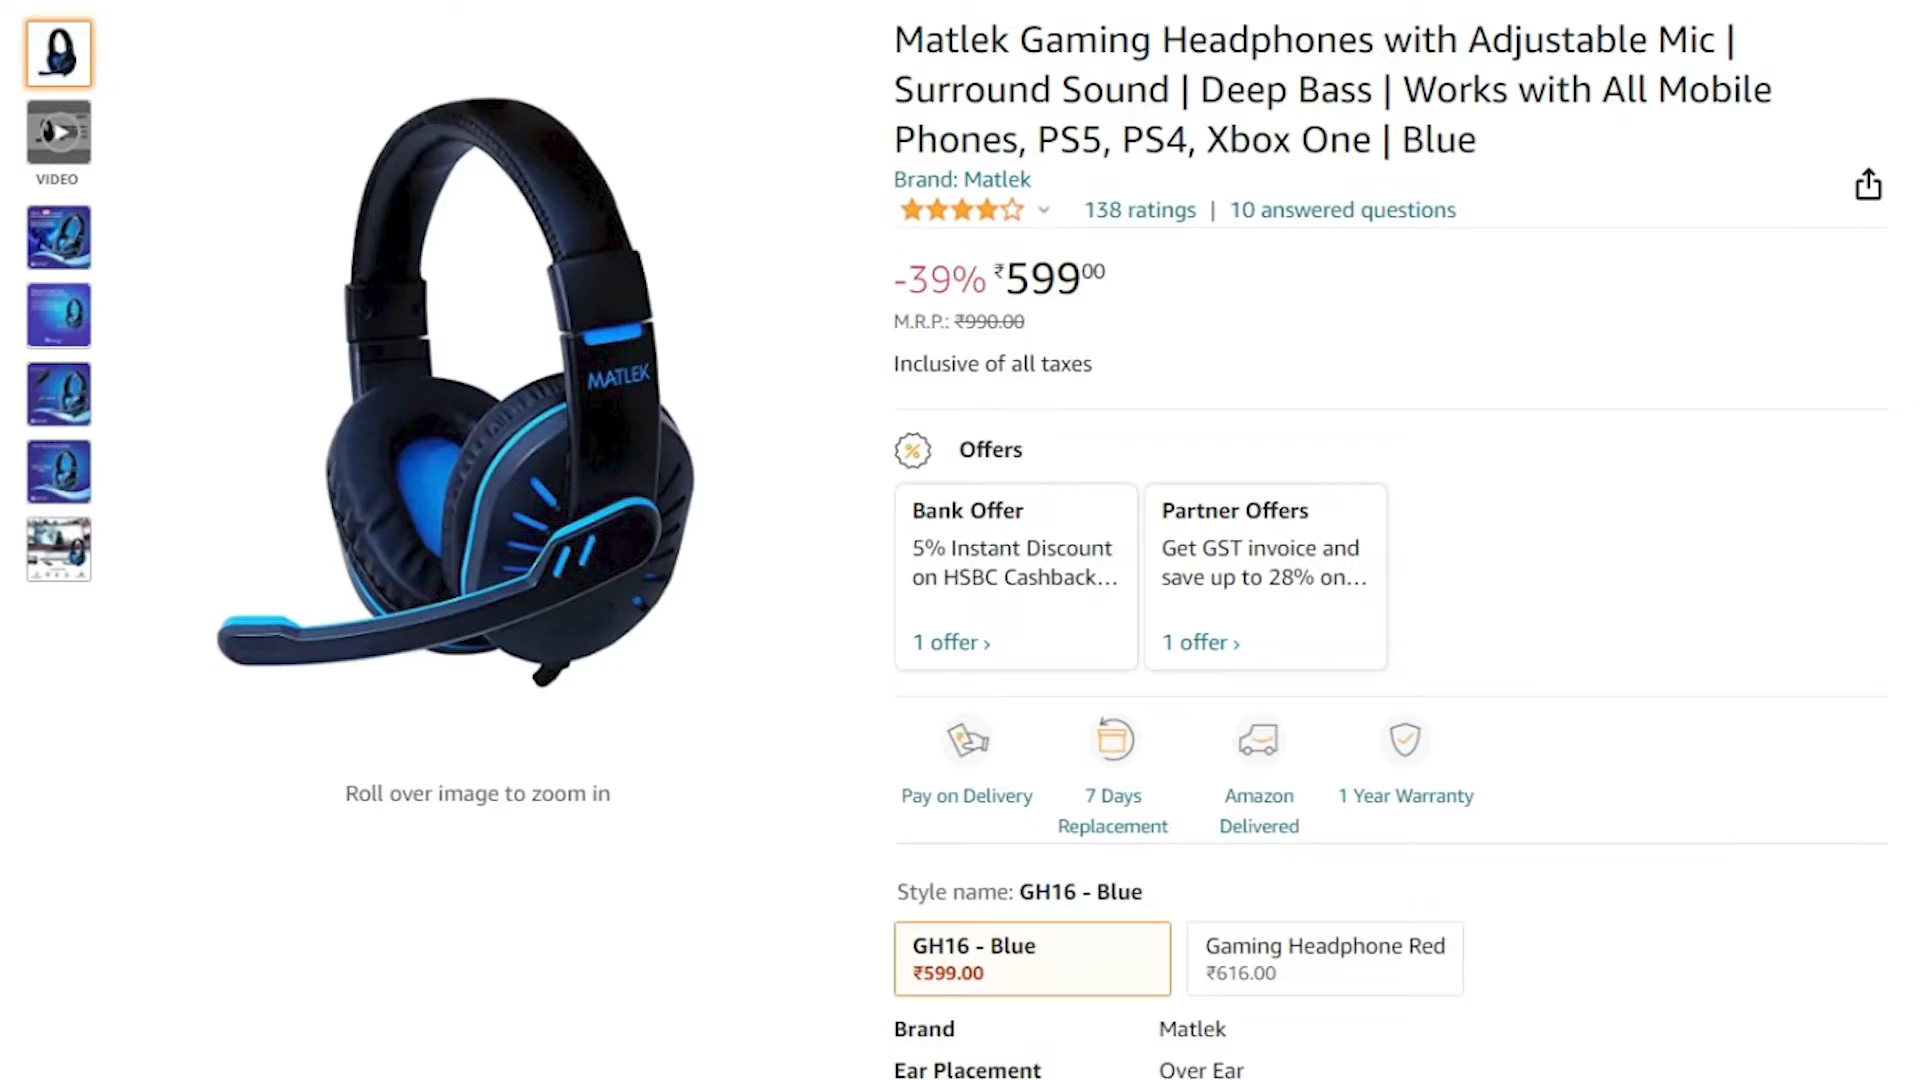 Matlek Gaming Headphones with Adjustable Mic |
Surround Sound | Deep Bass | Works with All Mobile
Phones, PS5, PS4, Xbox One | Blue
Brand: Matlek
138 ratings | 10 answered questions
-39% ₹59900
M.R.P.: ₹990.00
Inclusive of all taxes
VIDEO
MATLEK
Roll over image to zoom in
% Offers
Bank Offer
5% Instant Discount
on HSBC Cashback...
1 offer ›
Partner Offers
Get GST invoice and
save up to 28% on...
1 offer ›
Pay on Delivery
7 Days
Replacement
Amazon
Delivered
1 Year Warranty
Style name: GH16 - Blue
GH16 - Blue
₹599.00
Gaming Headphone Red
₹616.00
Brand Matlek
Ear Placement Over Ear